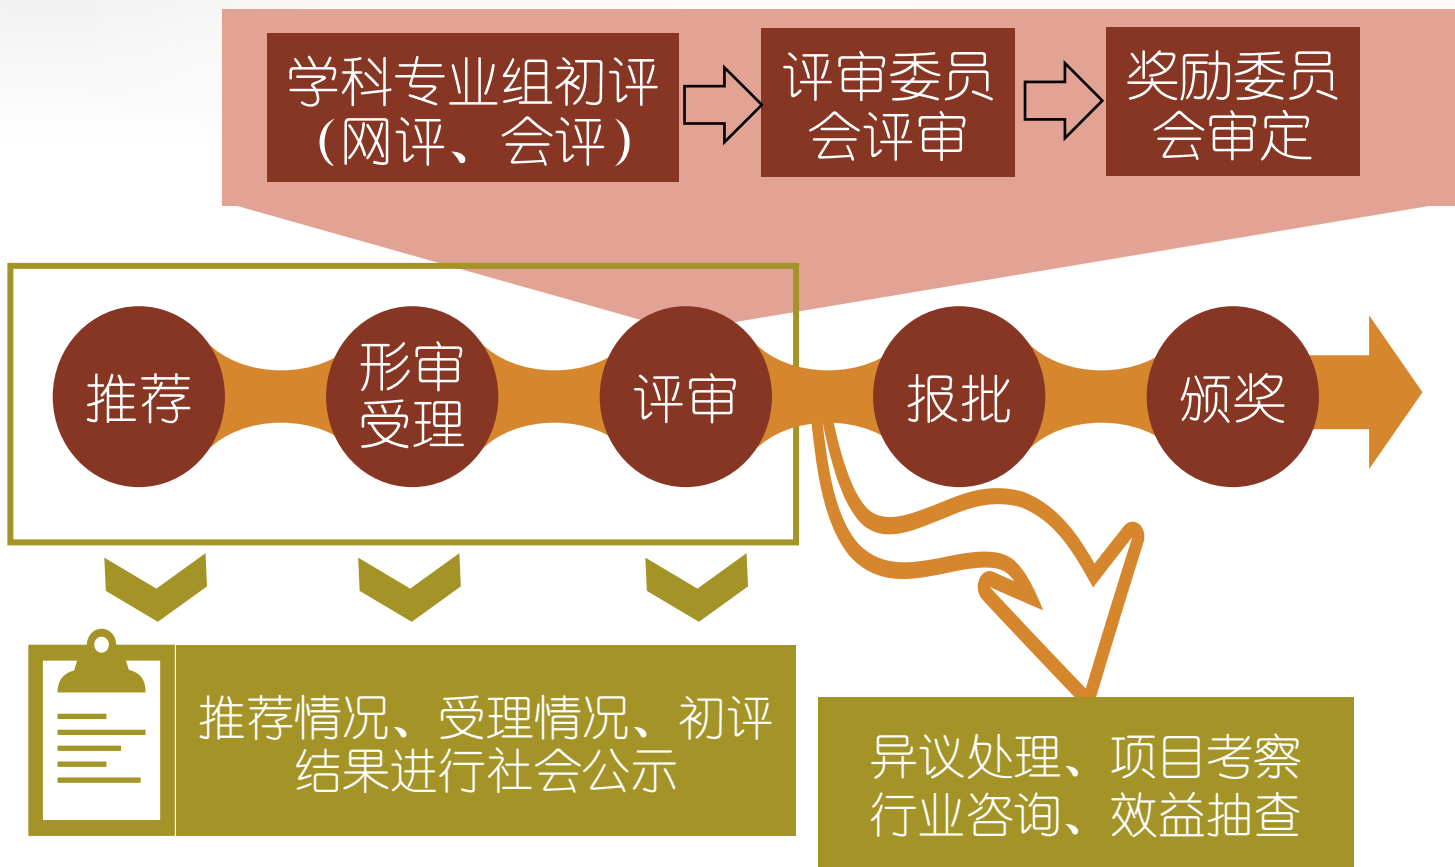 学科专业组初评
（网评、会评）
评审委员
会评审
奖励委员
会审定
推荐
形审
受理
评审
报批
颁奖
推荐情况、受理情况、初评
结果进行社会公示
异议处理、项目考察
行业咨询、效益抽查